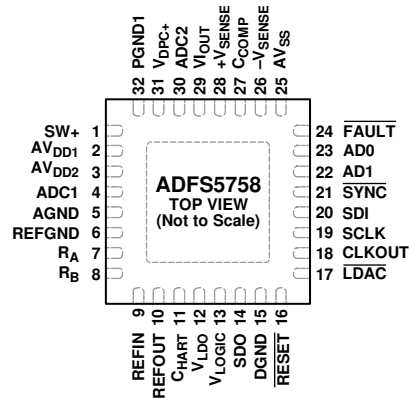 PGND1
VDPC+
ADC2
VIOUT
+VSENSE
CCOMP
−VSENSE
AVSS
32 31 30 29 28 27 26 25
SW+ 1
AVDD1 2
AVDD2 3
ADC1 4
AGND 5
REFGND 6
RA 7
RB 8
ADFS5758
TOP VIEW
(Not to Scale)
24 FAULT
23 AD0
22 AD1
21 SYNC
20 SDI
19 SCLK
18 CLKOUT
17 LDAC
9 10 11 12 13 14 15 16
REFIN
REFOUT
CHART
VLDO
VLOGIC
SDO
DGND
RESET